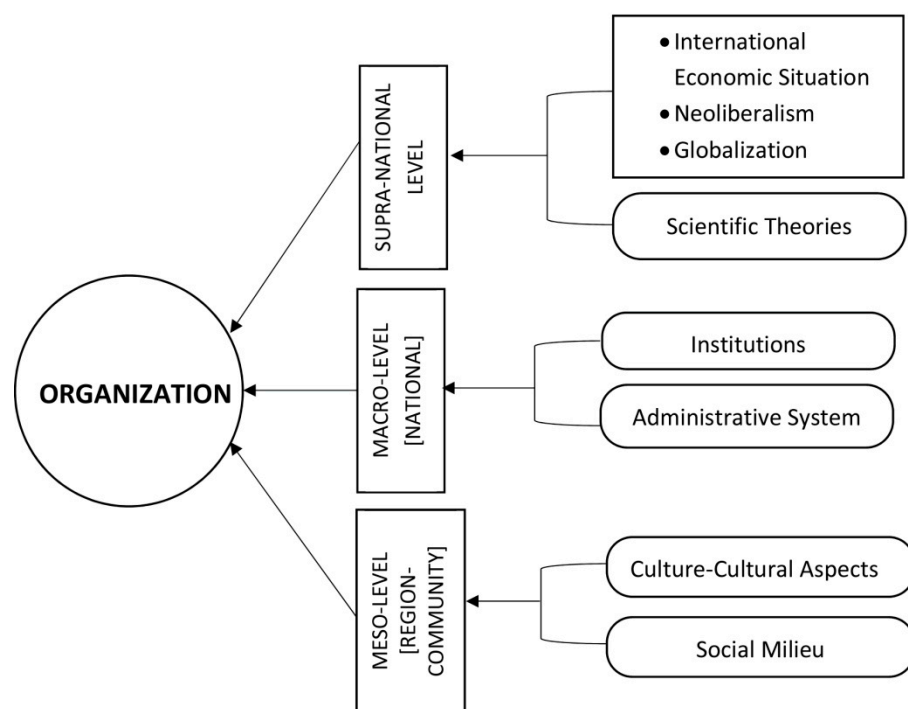 • International
Economic Situation
• Neoliberalism
• Globalization
Scientific Theories
SUPRA-NATIONAL
LEVEL
ORGANIZATION
MACRO-LEVEL
[NATIONAL]
Institutions
Administrative System
MESO-LEVEL
[REGION-
COMMUNITY]
Culture-Cultural Aspects
Social Milieu